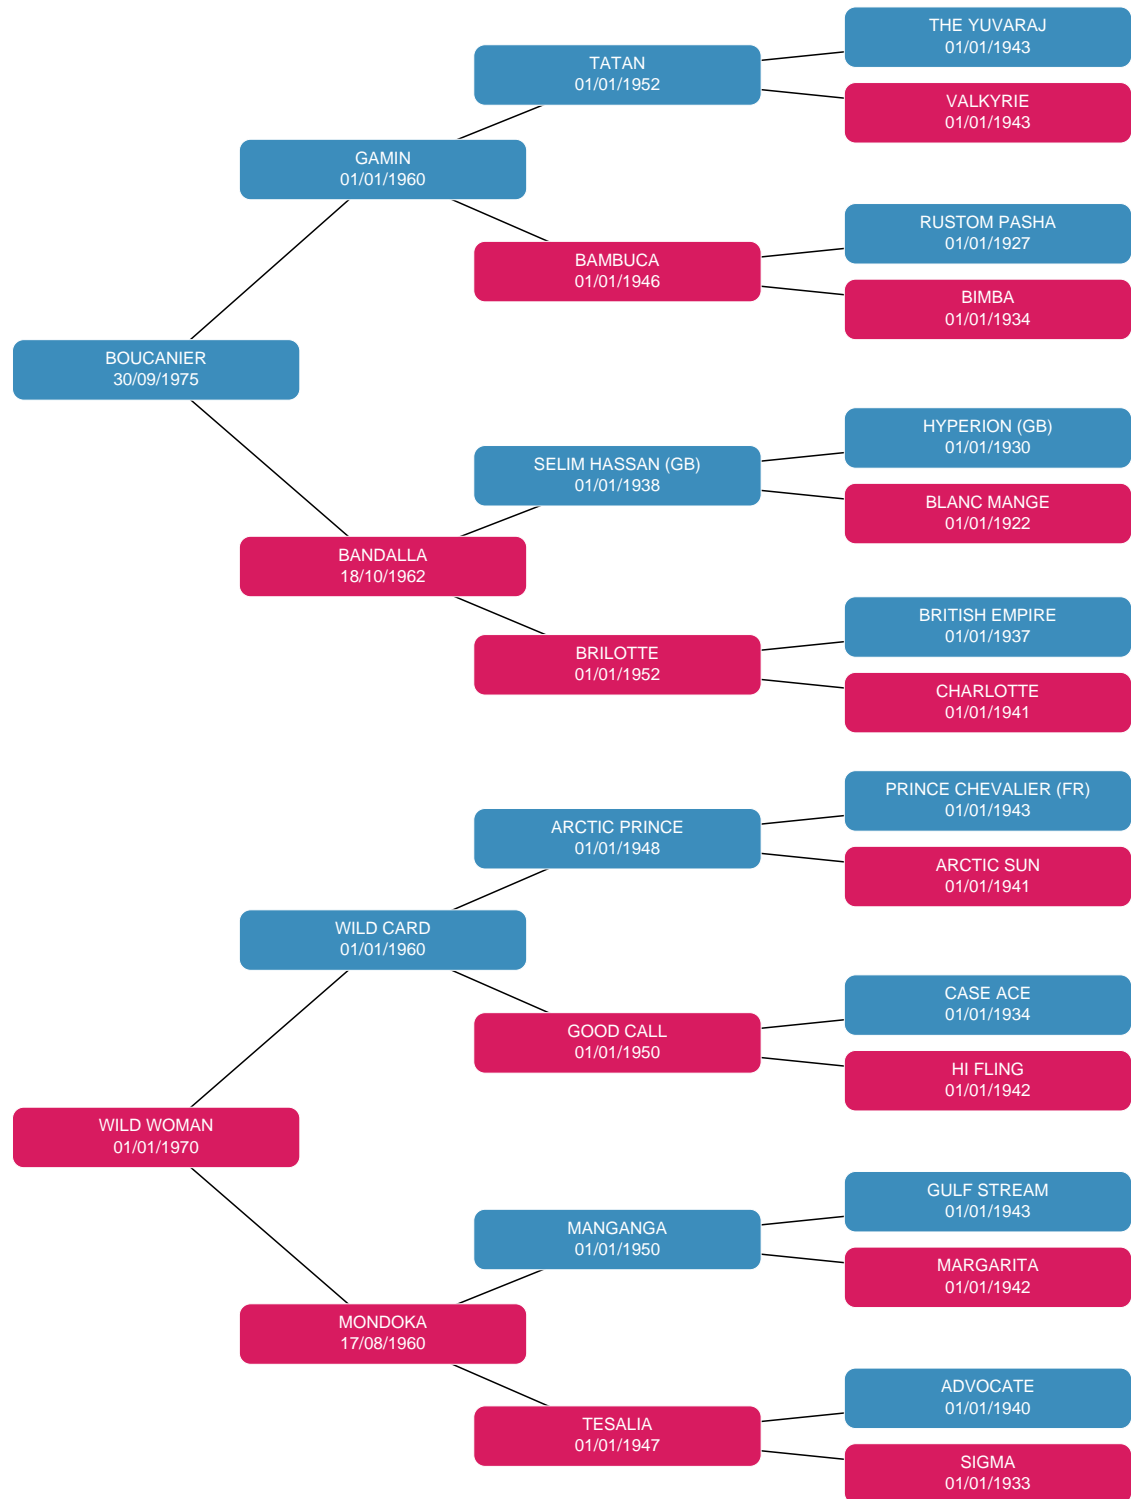 THE YUVARAJ
01/01/1943
TATAN
01/01/1952
VALKYRIE
01/01/1943
GAMIN
01/01/1960
RUSTOM PASHA
01/01/1927
BAMBUCA
01/01/1946
BIMBA
01/01/1934
BOUCANIER
30/09/1975
HYPERION (GB)
01/01/1930
SELIM HASSAN (GB)
01/01/1938
BLANC MANGE
01/01/1922
BANDALLA
18/10/1962
BRITISH EMPIRE
01/01/1937
BRILOTTE
01/01/1952
CHARLOTTE
01/01/1941
PRINCE CHEVALIER (FR)
01/01/1943
ARCTIC PRINCE
01/01/1948
ARCTIC SUN
01/01/1941
WILD CARD
01/01/1960
CASE ACE
01/01/1934
GOOD CALL
01/01/1950
HI FLING
01/01/1942
WILD WOMAN
01/01/1970
GULF STREAM
01/01/1943
MANGANGA
01/01/1950
MARGARITA
01/01/1942
MONDOKA
17/08/1960
ADVOCATE
01/01/1940
TESALIA
01/01/1947
SIGMA
01/01/1933